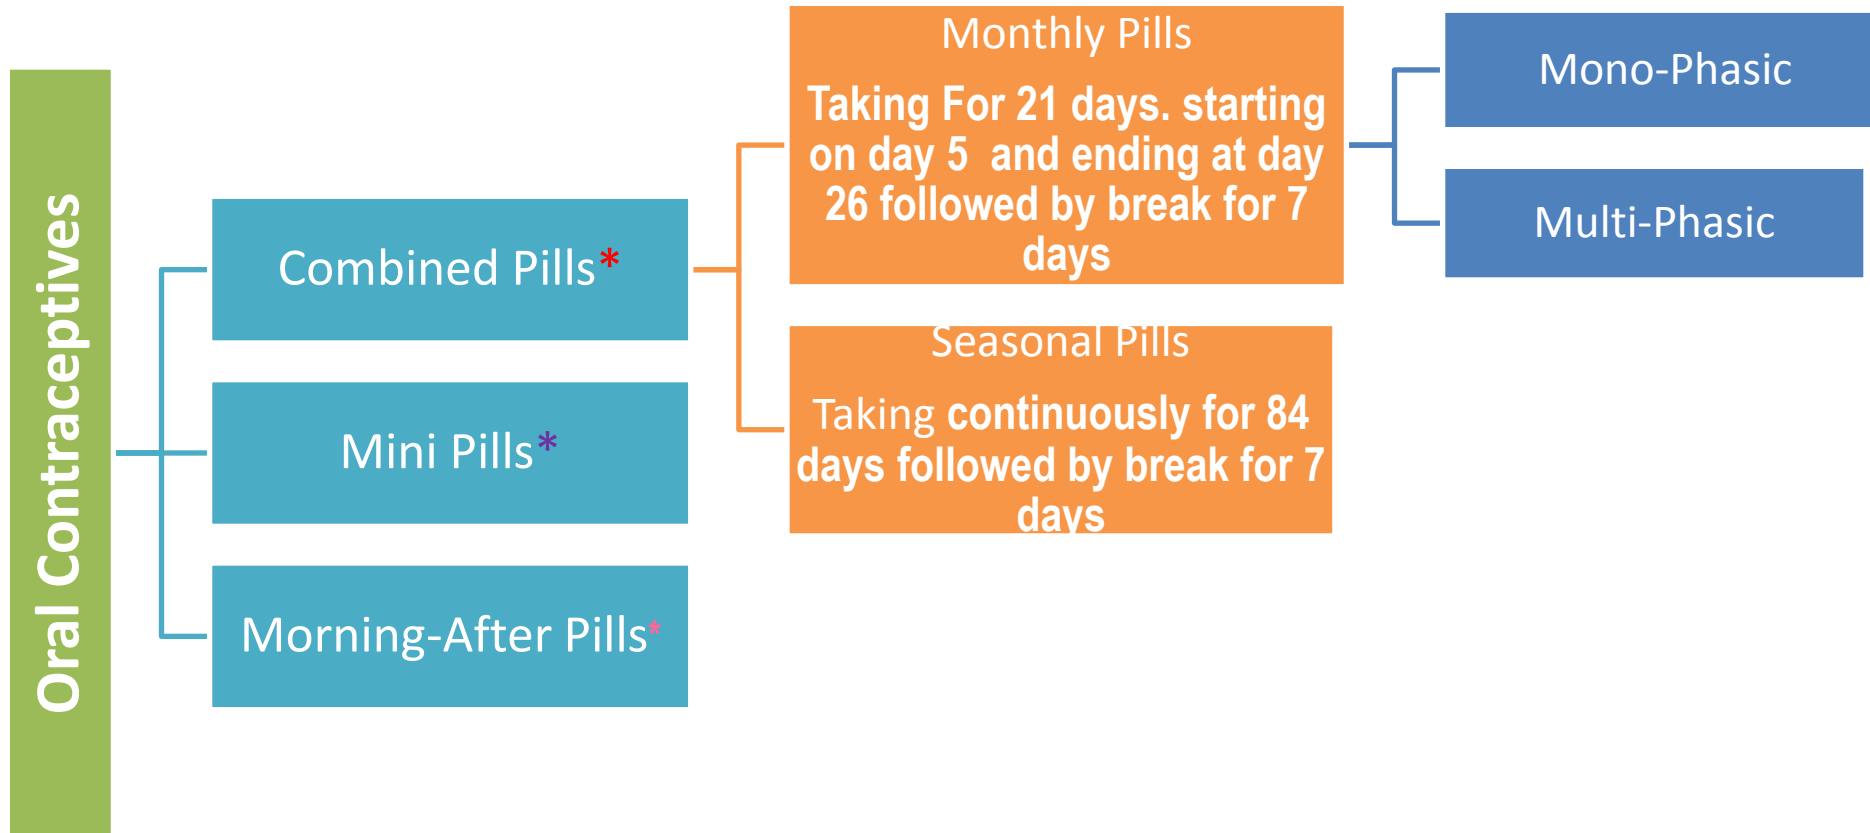 Oral Contraceptives
Combined Pills*
Mini Pills*
Morning-After Pills*
Monthly Pills
Taking For 21 days. starting
on day 5 and ending at day
26 followed by break for 7
days
Seasonal Pills
Taking continuously for 84
days followed by break for 7
days
Mono-Phasic
Multi-Phasic